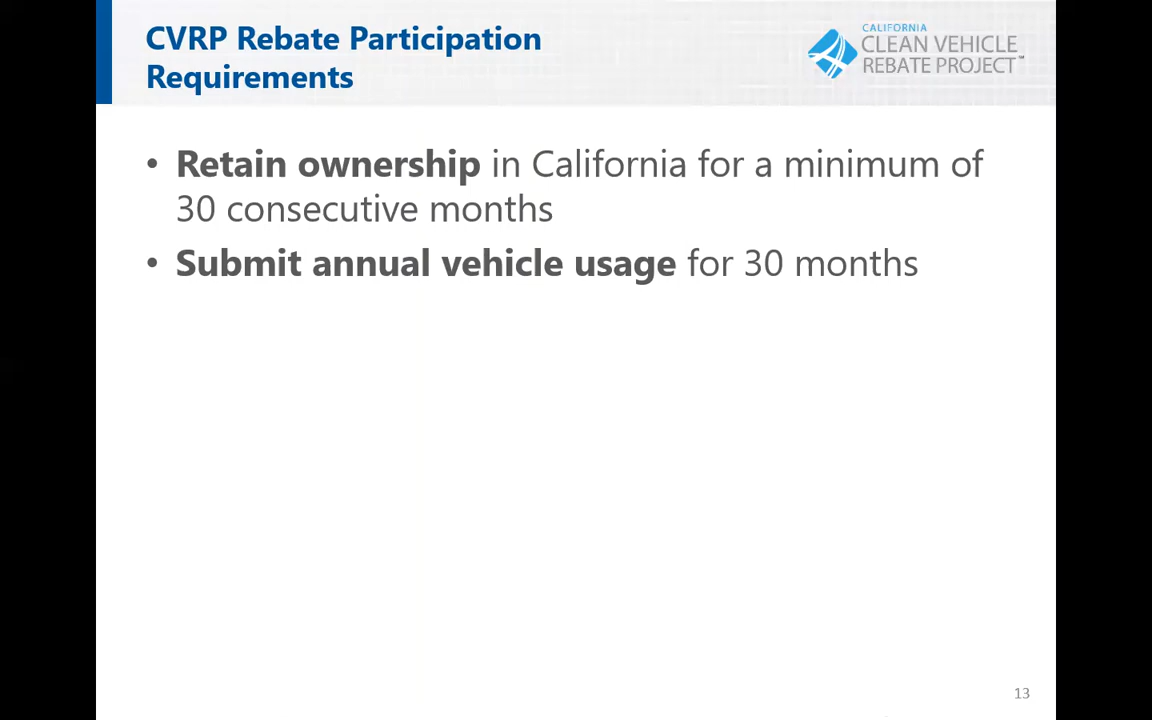 CVRP Rebate Participation
Requirements
CALIFORNIA
CLEAN VEHICLE
REBATE PROJECT™
• Retain ownership in California for a minimum of
30 consecutive months
• Submit annual vehicle usage for 30 months
13